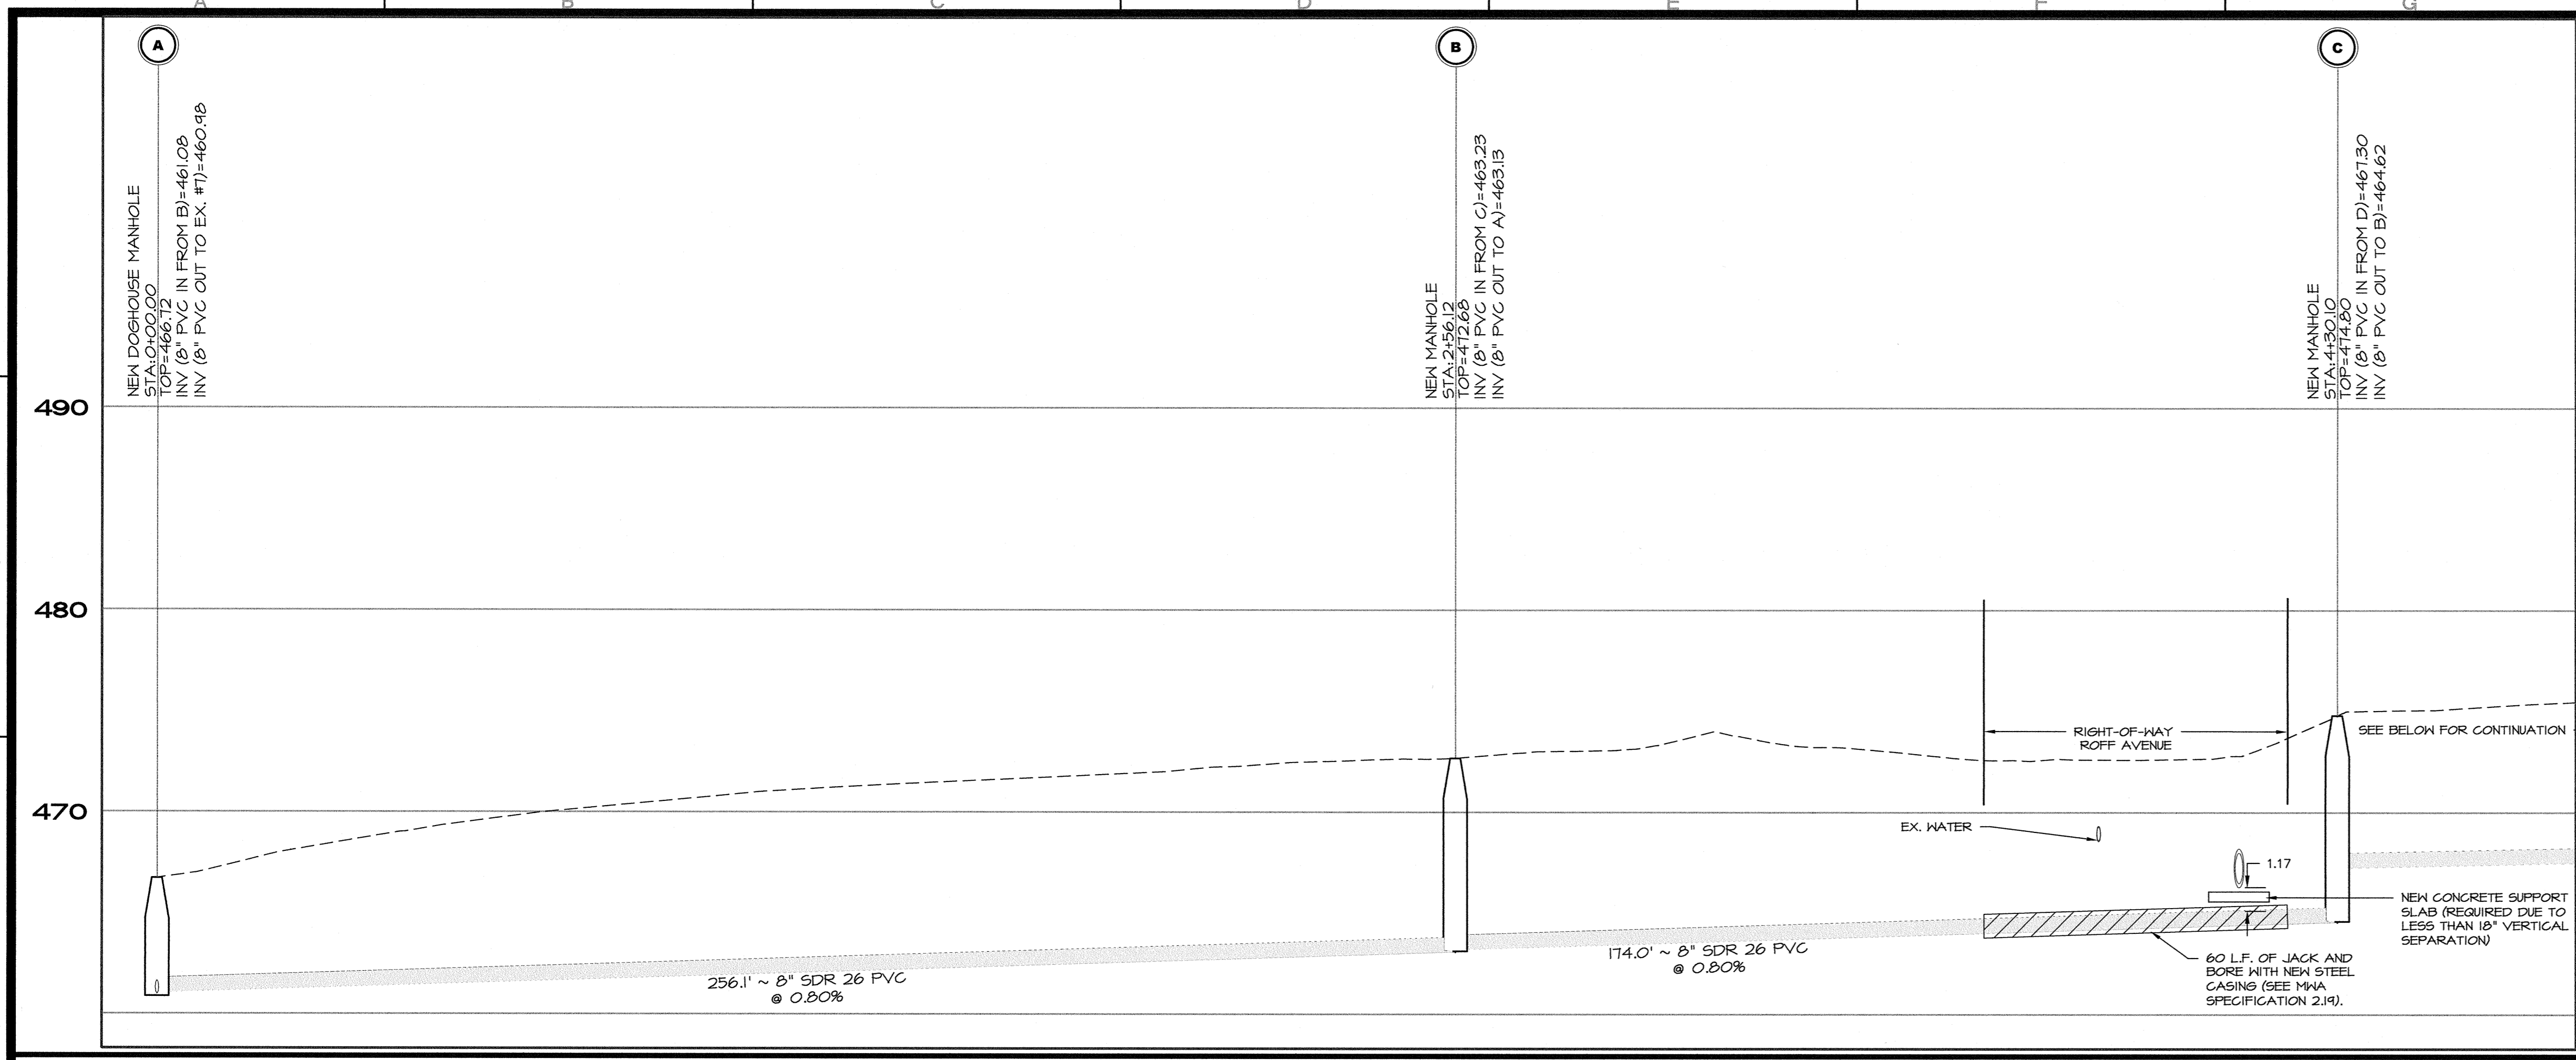 A B C D E F G
A
B
C
NEW DOGHOUSE MANHOLE
STA:0+00.00
TOP=466.72
INV (8" PVC IN FROM B)=461.08
INV (8" PVC OUT TO EX. #7)=460.98
NEW MANHOLE
STA:2+56.12
TOP=472.68
INV (8" PVC IN FROM C)=463.23
INV (8" PVC OUT TO A)=463.13
NEW MANHOLE
STA:4+30.10
TOP=474.80
INV (8" PVC IN FROM D)=467.30
INV (8" PVC OUT TO B)=464.62
490
480
470
RIGHT-OF-WAY
ROFF AVENUE
SEE BELOW FOR CONTINUATION
EX. WATER
1.17
NEW CONCRETE SUPPORT
SLAB (REQUIRED DUE TO
LESS THAN 18" VERTICAL
SEPARATION)
256.1' ~ 8" SDR 26 PVC
@ 0.80%
174.0' ~ 8" SDR 26 PVC
@ 0.80%
60 L.F. OF JACK AND
BORE WITH NEW STEEL
CASING (SEE MWA
SPECIFICATION 2.19).